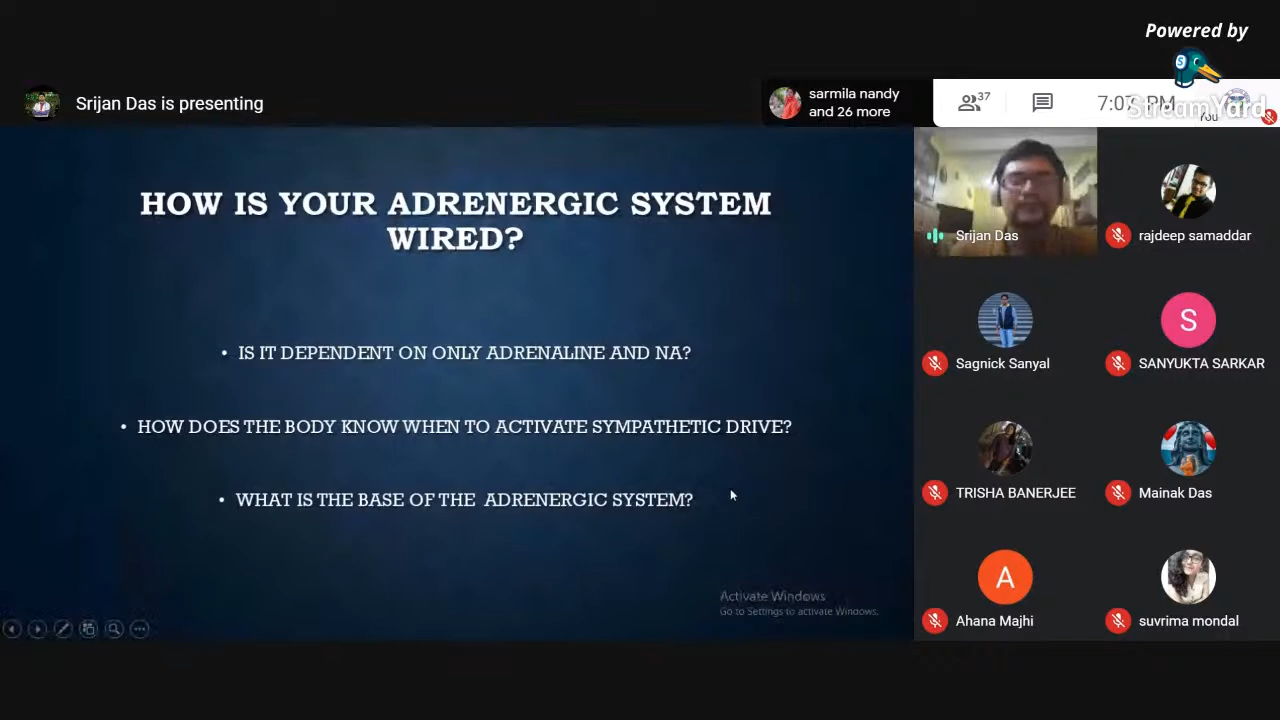 Powered by
StreamYard
Srijan Das is presenting
sarmila nandy
and 26 more
37
PM
You
HOW IS YOUR ADRENERGIC SYSTEM
WIRED?
• IS IT DEPENDENT ON ONLY ADRENALINE AND NA?
• HOW DOES THE BODY KNOW WHEN TO ACTIVATE SYMPATHETIC DRIVE?
• WHAT IS THE BASE OF THE ADRENERGIC SYSTEM?
Activate Windows
Go to Settings to activate Windows.
Srijan Das
rajdeep samaddar
Sagnick Sanyal
S
SANYUKTA SARKAR
TRISHA BANERJEE
Mainak Das
A
Ahana Majhi
suvrima mondal